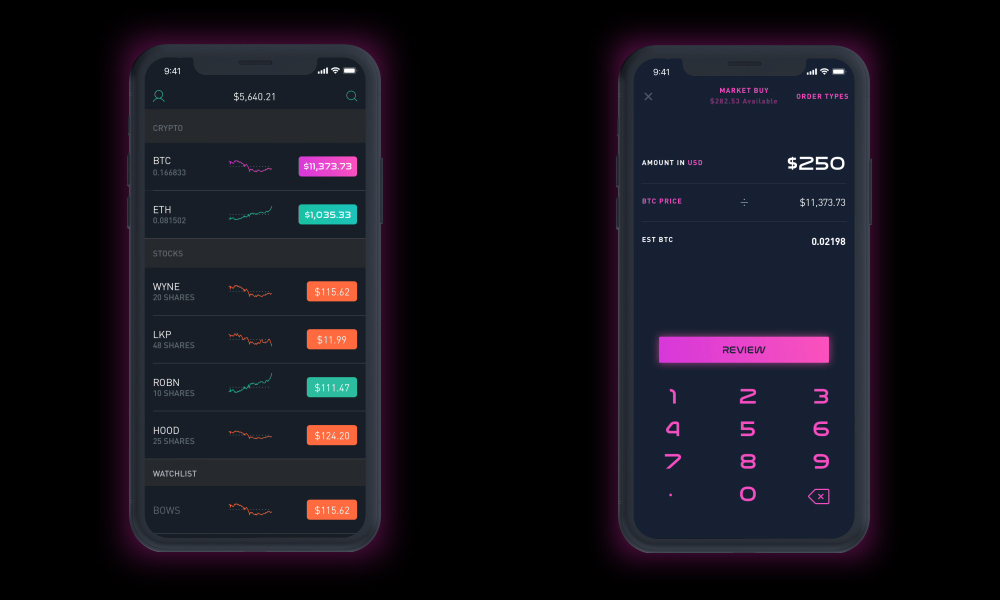 9:41
$5,640.21
CRYPTO
BTC
0.166833
$11,373.73
ETH
0.081502
$1,035.33
STOCKS
WYNE
20 SHARES
$115.62
LKP
48 SHARES
$11.99
ROBN
10 SHARES
$111.47
HOOD
25 SHARES
$124.20
WATCHLIST
BOWS
$115.62
9:41
MARKET BUY
$282.53 Available
ORDER TYPES
AMOUNT IN USD
$250
BTC PRICE
÷
$11,373.73
EST BTC
0.02198
REVIEW
1 2 3
4 5 6
7 8 9
. 0